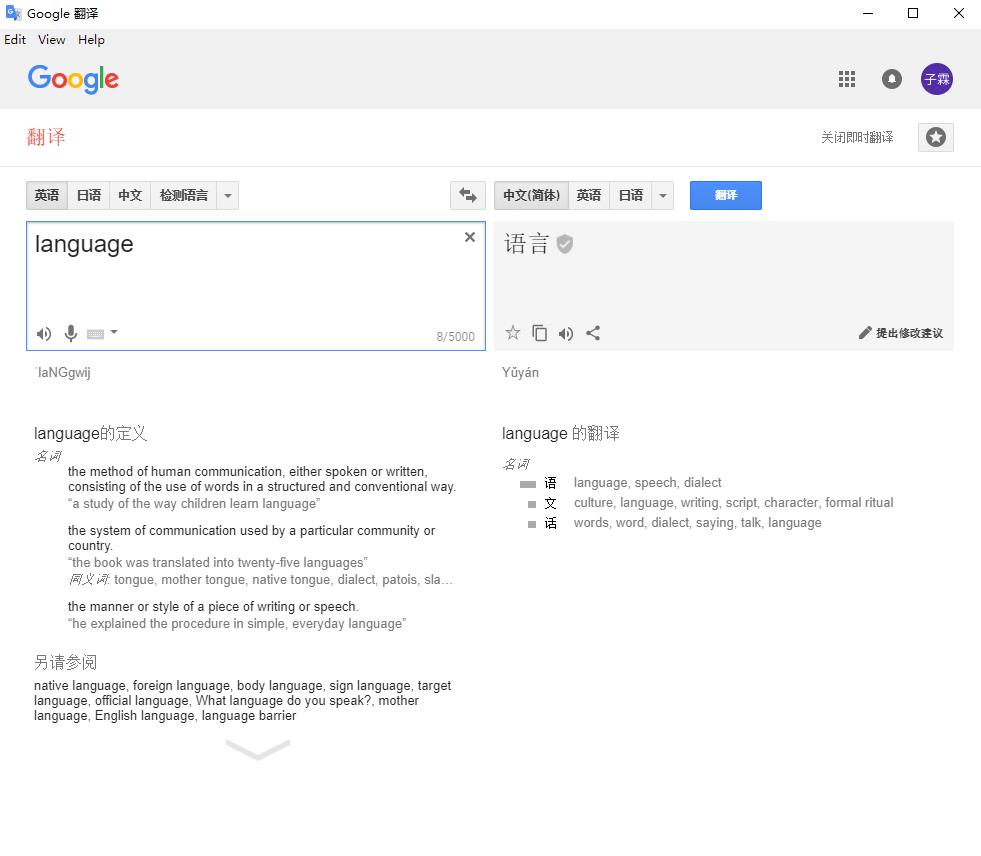 Google 翻译
Edit View Help
Google
子霖
翻译
关闭即时翻译
英语 日语 中文 检测语言
中文(简体) 英语 日语
翻译
language
8/5000
语言
提出修改建议
ˈlaNGgwij
Yǔyán
language的定义
名词
the method of human communication, either spoken or written,
consisting of the use of words in a structured and conventional way.
“a study of the way children learn language”
the system of communication used by a particular community or
country.
“the book was translated into twenty-five languages”
同义词: tongue, mother tongue, native tongue, dialect, patois, sla…
the manner or style of a piece of writing or speech.
“he explained the procedure in simple, everyday language”
另请参阅
native language, foreign language, body language, sign language, target
language, official language, What language do you speak?, mother
language, English language, language barrier
language 的翻译
名词
语 language, speech, dialect
文 culture, language, writing, script, character, formal ritual
话 words, word, dialect, saying, talk, language